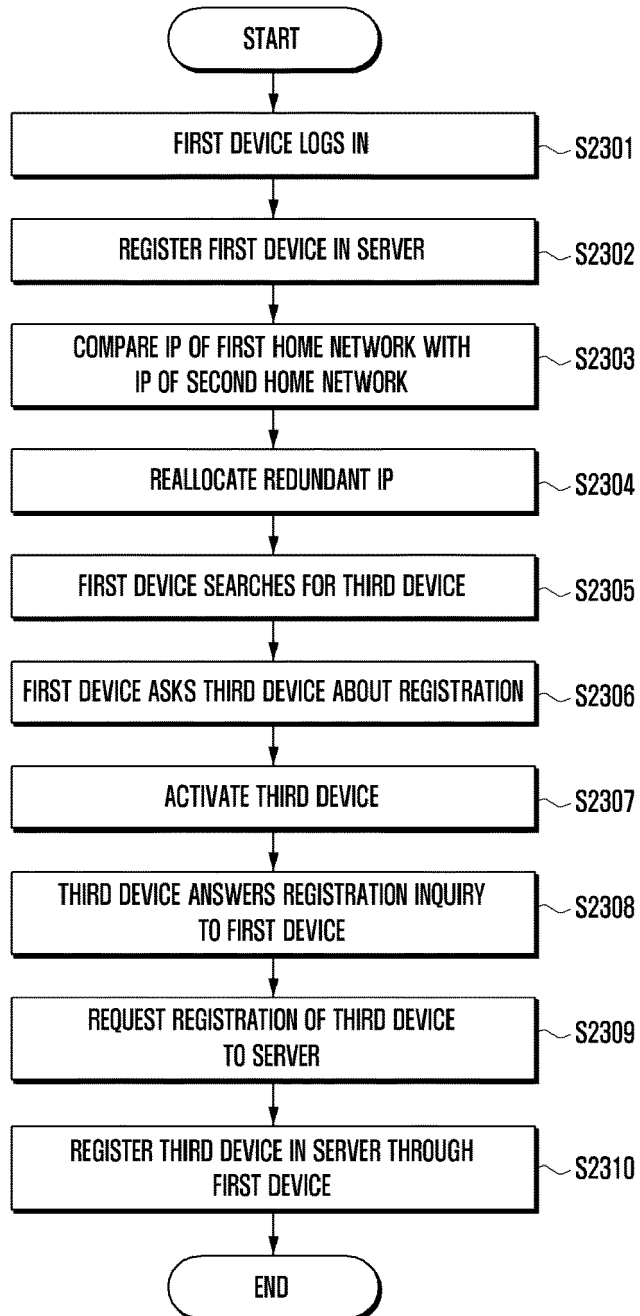 START
FIRST DEVICE LOGS IN
S2301
REGISTER FIRST DEVICE IN SERVER
S2302
COMPARE IP OF FIRST HOME NETWORK WITH
IP OF SECOND HOME NETWORK
S2303
REALLOCATE REDUNDANT IP
S2304
FIRST DEVICE SEARCHES FOR THIRD DEVICE
S2305
FIRST DEVICE ASKS THIRD DEVICE ABOUT REGISTRATION
S2306
ACTIVATE THIRD DEVICE
S2307
THIRD DEVICE ANSWERS REGISTRATION INQUIRY
TO FIRST DEVICE
S2308
REQUEST REGISTRATION OF THIRD DEVICE
TO SERVER
S2309
REGISTER THIRD DEVICE IN SERVER THROUGH
FIRST DEVICE
S2310
END